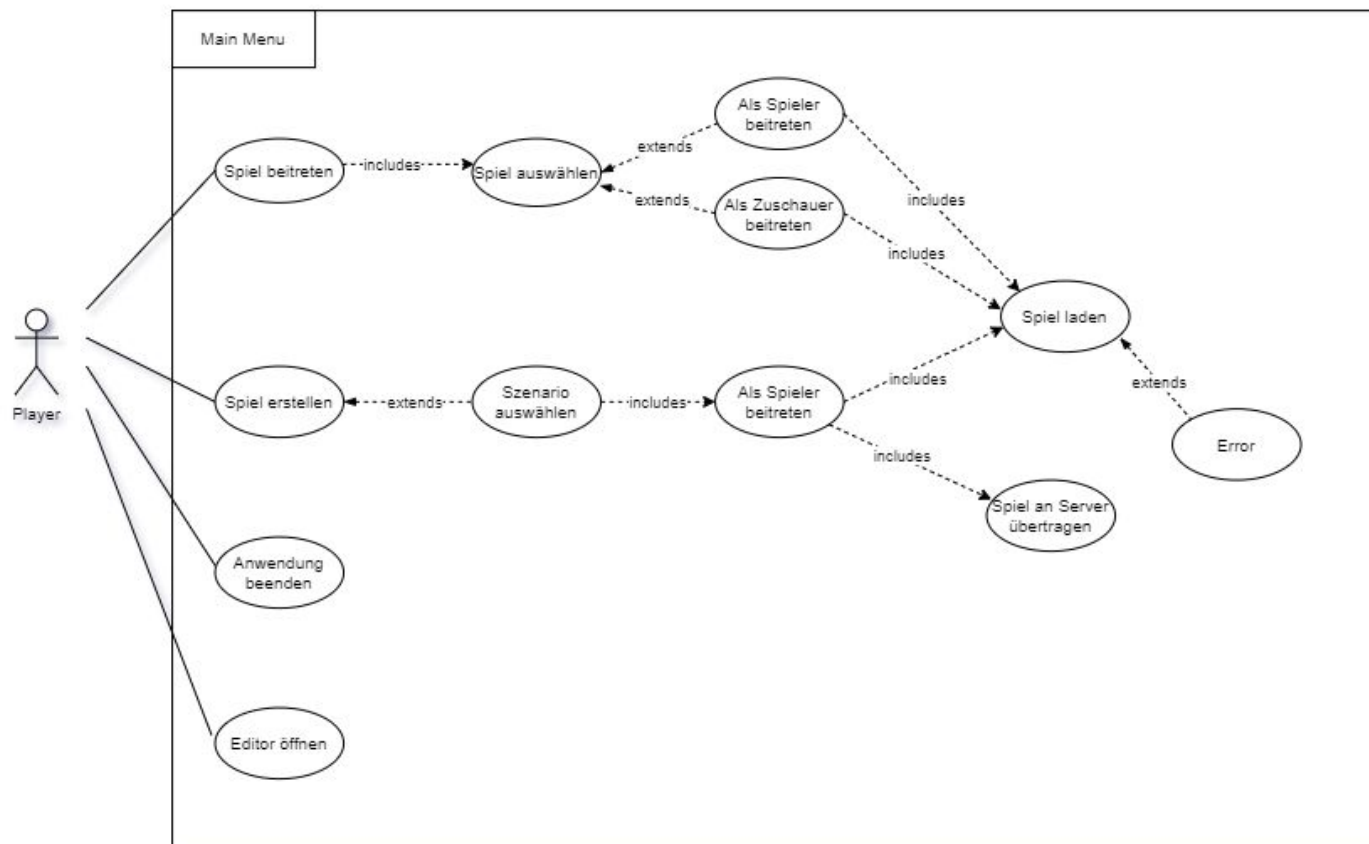 Main Menu
Als Spieler
beitreten
extends
Spiel beitreten
includes
Spiel auswählen
extends
Als Zuschauer
beitreten
includes
includes
Spiel laden
Player
Spiel erstellen
extends
Szenario
auswählen
includes
Als Spieler
beitreten
includes
extends
includes
Error
Spiel an Server
übertragen
Anwendung
beenden
Editor öffnen